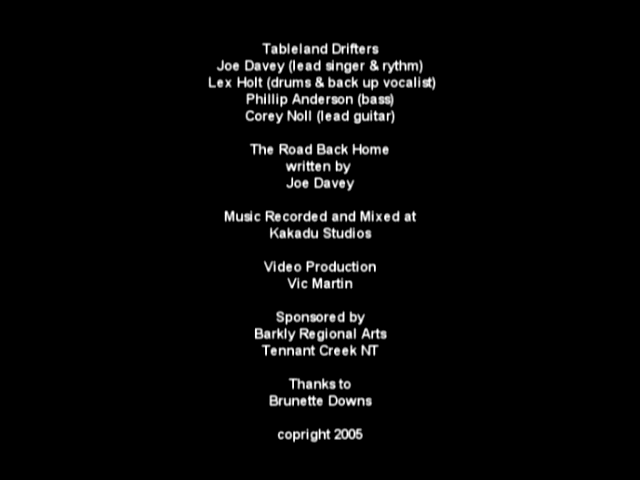 Tableland Drifters
Joe Davey (lead singer & rythm)
Lex Holt (drums & back up vocalist)
Phillip Anderson (bass)
Corey Noll (lead guitar)
The Road Back Home
written by
Joe Davey
Music Recorded and Mixed at
Kakadu Studios
Video Production
Vic Martin
Sponsored by
Barkly Regional Arts
Tennant Creek NT
Thanks to
Brunette Downs
copright 2005